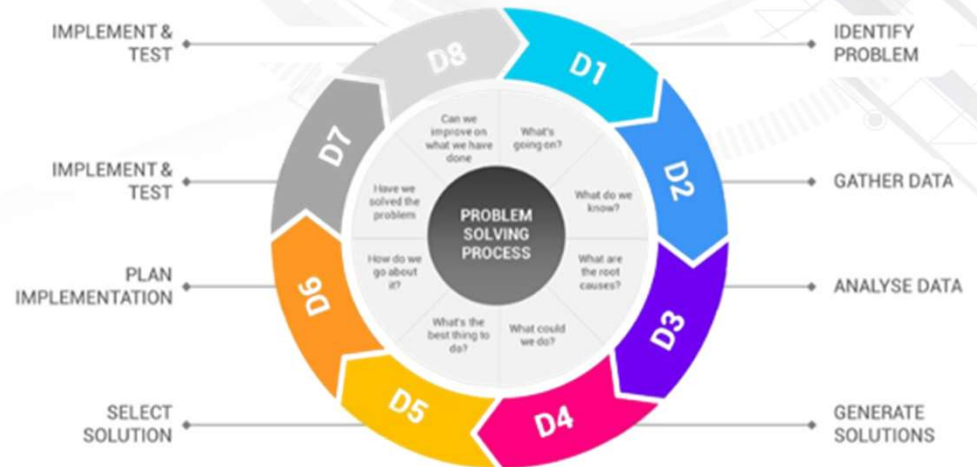 IMPLEMENT &
TEST
IDENTIFY
PROBLEM
D8
D1
IMPLEMENT &
TEST
D7
D2
GATHER DATA
PLAN
IMPLEMENTATION
D6
D3
ANALYSE DATA
SELECT
SOLUTION
D5
D4
GENERATE
SOLUTIONS
Can we
improve on
what we have
done
What's
going on?
Have we
solved the
problem
What do we
know?
PROBLEM
SOLVING
PROCESS
How do we
go about
it?
What are
the root
causes?
What's the
best thing to
do?
What could
we do?